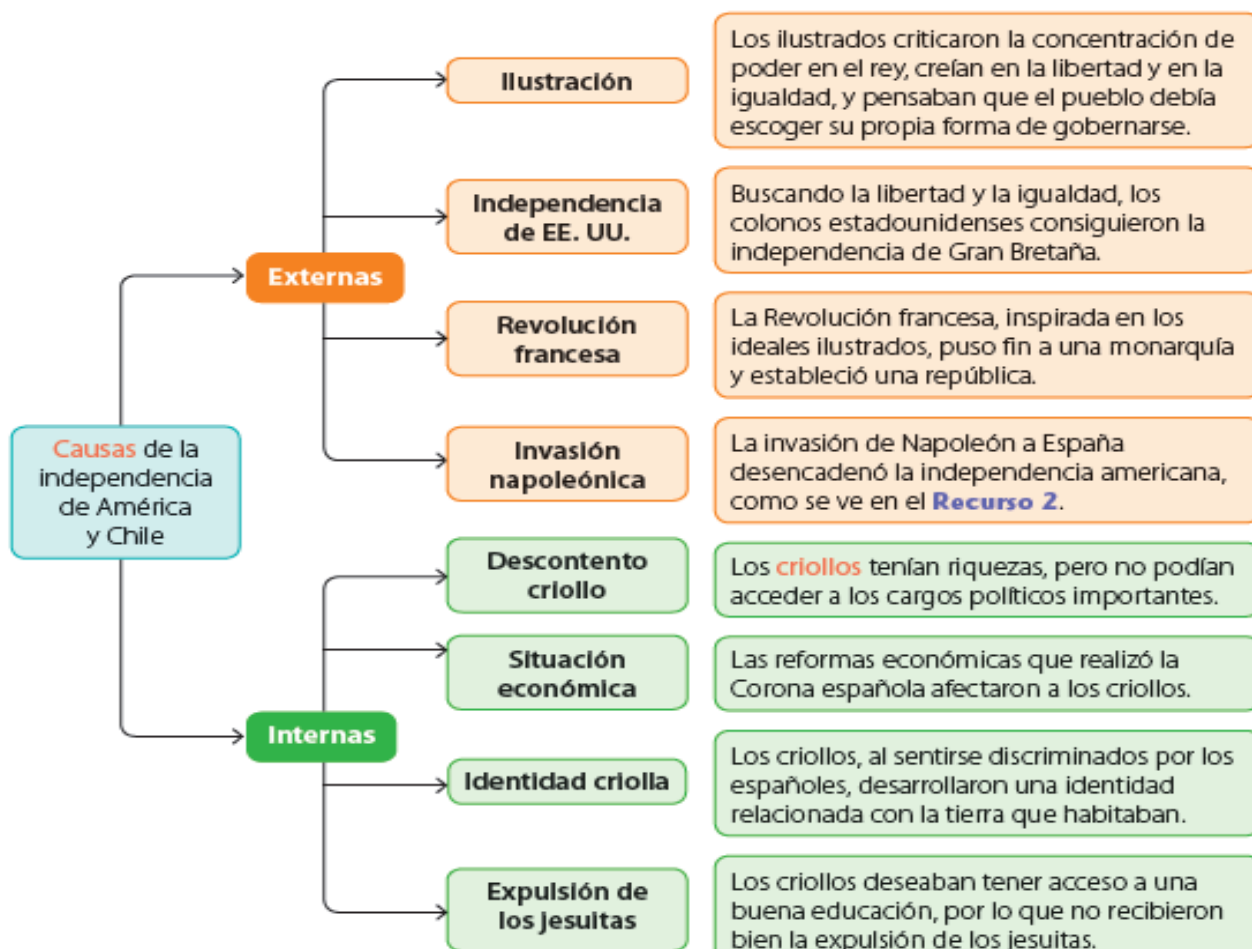 Causas de la
independencia
de América
y Chile
Externas
Ilustración
Los ilustrados criticaron la concentración de
poder en el rey, creían en la libertad y en la
igualdad, y pensaban que el pueblo debía
escoger su propia forma de gobernarse.
Independencia
de EE. UU.
Buscando la libertad y la igualdad, los
colonos estadounidenses consiguieron la
independencia de Gran Bretaña.
Revolución
francesa
La Revolución francesa, inspirada en los
ideales ilustrados, puso fin a una monarquía
y estableció una república.
Invasión
napoleónica
La invasión de Napoleón a España
desencadenó la independencia americana,
como se ve en el Recurso 2.
Internas
Descontento
criollo
Los criollos tenían riquezas, pero no podían
acceder a los cargos políticos importantes.
Situación
económica
Las reformas económicas que realizó la
Corona española afectaron a los criollos.
Identidad criolla
Los criollos, al sentirse discriminados por los
españoles, desarrollaron una identidad
relacionada con la tierra que habitaban.
Expulsión de
los jesuitas
Los criollos deseaban tener acceso a una
buena educación, por lo que no recibieron
bien la expulsión de los jesuitas.